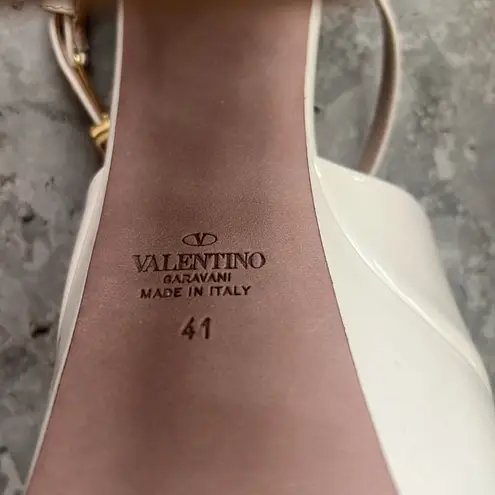 V
VALENTINO
GARAVANI
MADE IN ITALY
41